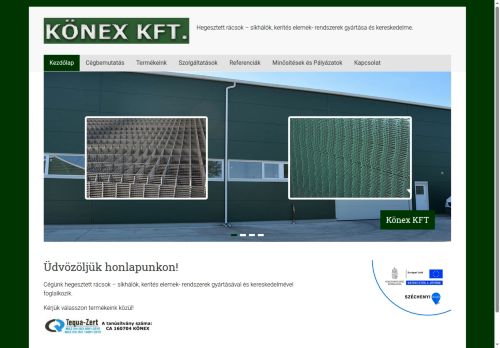 KÖNEX KFT.
Hegesztett rácsok – síkhálók, kerítés elemek- rendszerek gyártása és kereskedelme.
Kezdőlap Cégbemutatás Termékeink Szolgáltatások Referenciák Minősítések és Pályázatok Kapcsolat
Könex KFT
Üdvözöljük honlapunkon!
Cégünk hegesztett rácsok – síkhálók, kerítés elemek- rendszerek gyártásával és kereskedelmével
foglalkozik.
Kérjük válasszon termékeink közül!
Tequa-Zert
A tanúsítvány száma:
CA 160704 KÖNEX
SZÉCHENYI